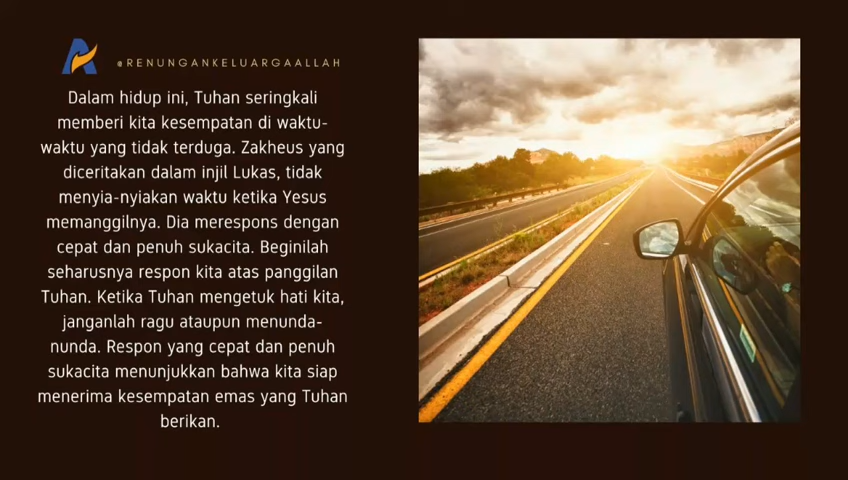 @RENUNGANKELUARGAALLAH
Dalam hidup ini, Tuhan seringkali
memberi kita kesempatan di waktu-
waktu yang tidak terduga. Zakheus yang
diceritakan dalam injil Lukas, tidak
menyia-nyiakan waktu ketika Yesus
memanggilnya. Dia merespons dengan
cepat dan penuh sukacita. Beginilah
seharusnya respon kita atas panggilan
Tuhan. Ketika Tuhan mengetuk hati kita,
janganlah ragu ataupun menunda-
nunda. Respon yang cepat dan penuh
sukacita menunjukkan bahwa kita siap
menerima kesempatan emas yang Tuhan
berikan.